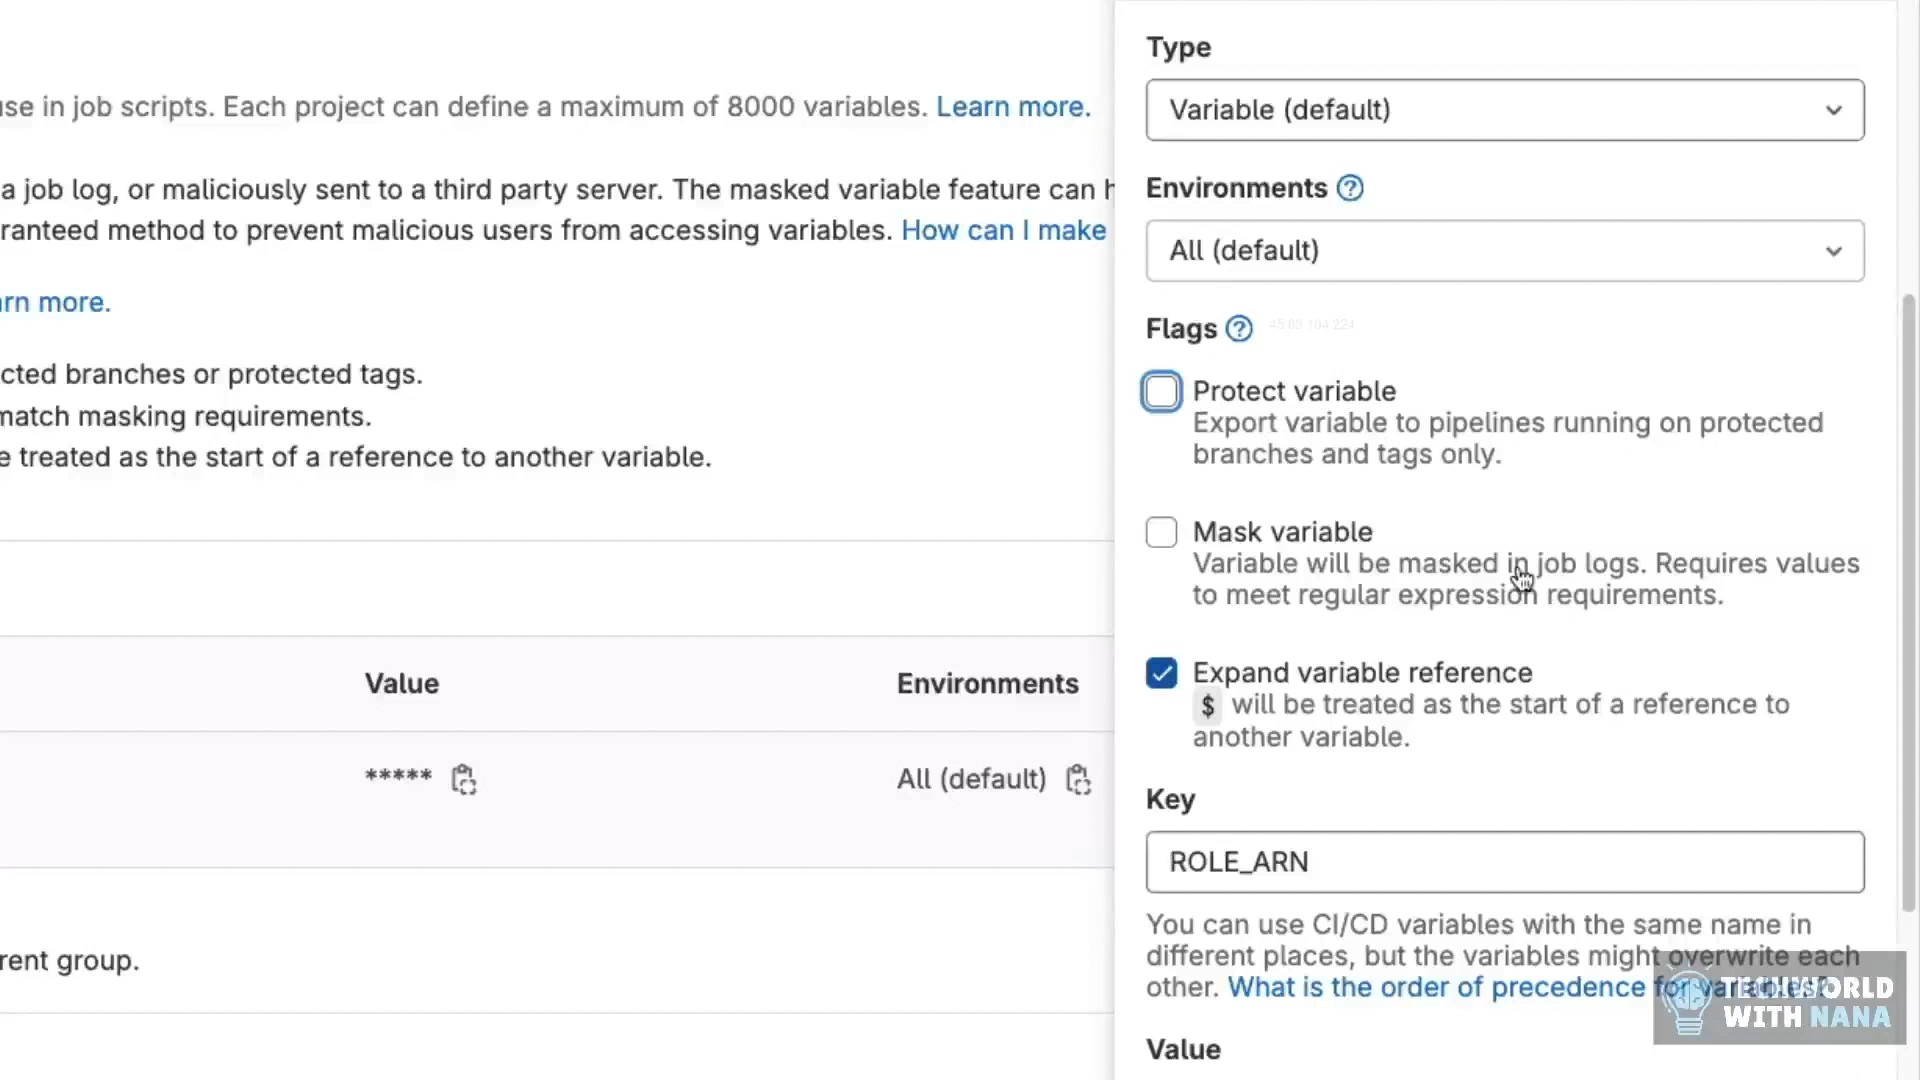 use in job scripts. Each project can define a maximum of 8000 variables. Learn more.
a job log, or maliciously sent to a third party server. The masked variable feature can h
ranteed method to prevent malicious users from accessing variables. How can I make
arn more.
cted branches or protected tags.
match masking requirements.
e treated as the start of a reference to another variable.
Value
Environments
*****
All (default)
rent group.
Type
Variable (default)
Environments
All (default)
Flags
Protect variable
Export variable to pipelines running on protected
branches and tags only.
Mask variable
Variable will be masked in job logs. Requires values
to meet regular expression requirements.
Expand variable reference
$ will be treated as the start of a reference to
another variable.
Key
ROLE_ARN
You can use CI/CD variables with the same name in
different places, but the variables might overwrite each
other. What is the order of precedence for variables?
Value
TECHWORLD
WITH NANA